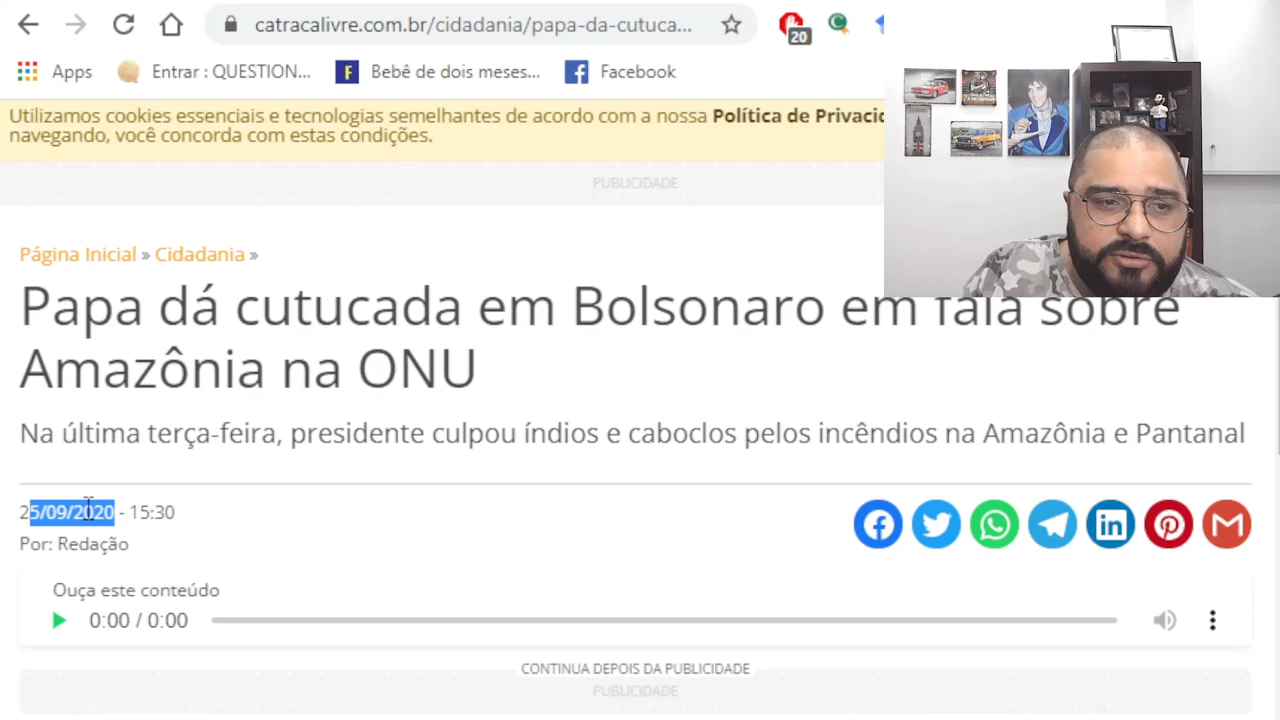 catracalivre.com.br/cidadania/papa-da-cutuca...
20
Apps
Entrar : QUESTION...
F
Bebê de dois meses...
Facebook
Utilizamos cookies essenciais e tecnologias semelhantes de acordo com a nossa Política de Privacid
navegando, você concorda com estas condições.
PUBLICIDADE
Página Inicial » Cidadania »
Papa dá cutucada em Bolsonaro em fala sobre
Amazônia na ONU
Na última terça-feira, presidente culpou índios e caboclos pelos incêndios na Amazônia e Pantanal
25/09/2020 - 15:30
Por: Redação
Ouça este conteúdo
0:00 / 0:00
CONTINUA DEPOIS DA PUBLICIDADE
PUBLICIDADE